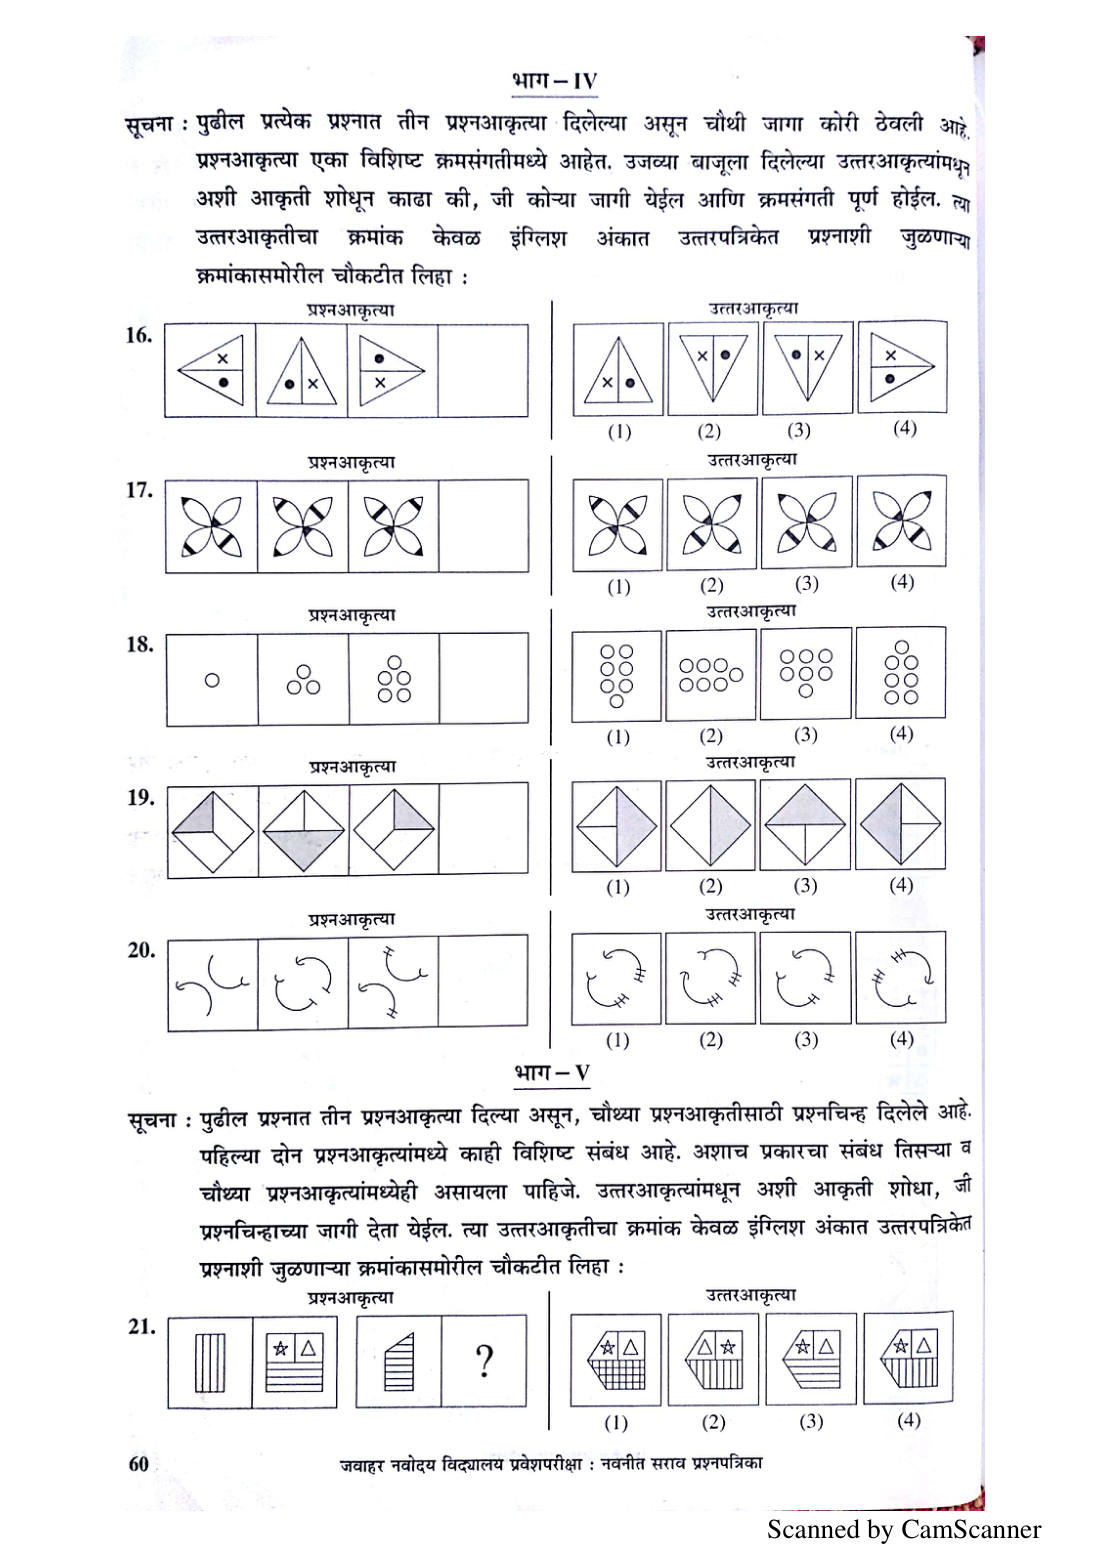 भाग – IV
सूचना : पुढील प्रत्येक प्रश्नात तीन प्रश्नआकृत्या दिलेल्या असून चौथी जागा कोरी ठेवली आहे.
प्रश्नआकृत्या एका विशिष्ट क्रमसंगतीमध्ये आहेत. उजव्या बाजूला दिलेल्या उत्तरआकृत्यांमधून
अशी आकृती शोधून काढा की, जी कोऱ्या जागी येईल आणि क्रमसंगती पूर्ण होईल. त्या
उत्तरआकृतीचा क्रमांक केवळ इंग्लिश अंकात उत्तरपत्रिकेत प्रश्नाशी जुळणाऱ्या
क्रमांकासमोरील चौकटीत लिहा :
प्रश्नआकृत्या उत्तरआकृत्या
16.
(1) (2) (3) (4)
प्रश्नआकृत्या उत्तरआकृत्या
17.
(1) (2) (3) (4)
प्रश्नआकृत्या उत्तरआकृत्या
18.
(1) (2) (3) (4)
प्रश्नआकृत्या उत्तरआकृत्या
19.
(1) (2) (3) (4)
प्रश्नआकृत्या उत्तरआकृत्या
20.
(1) (2) (3) (4)
भाग – V
सूचना : पुढील प्रश्नात तीन प्रश्नआकृत्या दिल्या असून, चौथ्या प्रश्नआकृतीसाठी प्रश्नचिन्ह दिलेले आहे.
पहिल्या दोन प्रश्नआकृत्यांमध्ये काही विशिष्ट संबंध आहे. अशाच प्रकारचा संबंध तिसऱ्या व
चौथ्या प्रश्नआकृत्यांमध्येही असायला पाहिजे. उत्तरआकृत्यांमधून अशी आकृती शोधा, जी
प्रश्नचिन्हाच्या जागी देता येईल. त्या उत्तरआकृतीचा क्रमांक केवळ इंग्लिश अंकात उत्तरपत्रिकेत
प्रश्नाशी जुळणाऱ्या क्रमांकासमोरील चौकटीत लिहा :
प्रश्नआकृत्या उत्तरआकृत्या
21. ?
(1) (2) (3) (4)
60 जवाहर नवोदय विद्यालय प्रवेशपरीक्षा : नवनीत सराव प्रश्नपत्रिका
Scanned by CamScanner